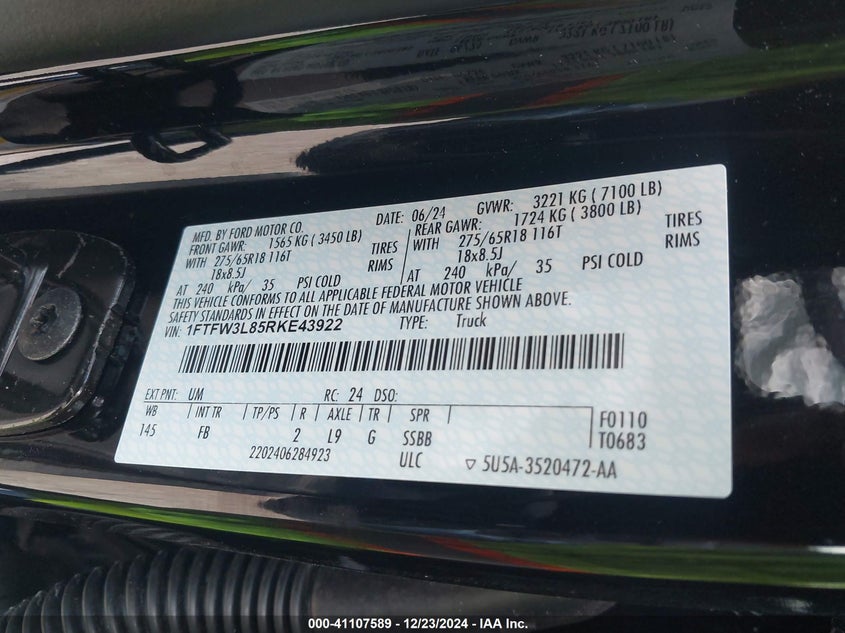 MFD. BY FORD MOTOR CO. DATE: 06/24 GVWR: 3221 KG ( 7100 LB)
FRONT GAWR: 1565 KG ( 3450 LB) REAR GAWR: 1724 KG ( 3800 LB)
WITH 275/65R18 116T TIRES WITH 275/65R18 116T TIRES
18x8.5J RIMS 18x8.5J RIMS
AT 240 kPa/ 35 PSI COLD AT 240 kPa/ 35 PSI COLD
THIS VEHICLE CONFORMS TO ALL APPLICABLE FEDERAL MOTOR VEHICLE
SAFETY STANDARDS IN EFFECT ON THE DATE OF MANUFACTURE SHOWN ABOVE.
VIN: 1FTFW3L85RKE43922 TYPE: Truck
EXT PNT: UM RC: 24 DSO:
WB INT TR TP/PS R AXLE TR SPR F0110
145 FB 2 L9 G SSBB T0683
2202406284923 ULC ▽ 5U5A-3520472-AA
000-41107589 - 12/23/2024 - IAA Inc.